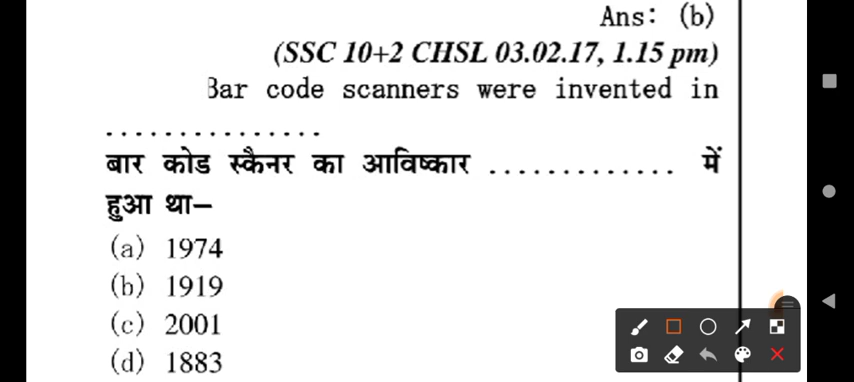 Ans: (b)
(SSC 10+2 CHSL 03.02.17, 1.15 pm)
Bar code scanners were invented in
...............
बार कोड स्कैनर का आविष्कार ............. में
हुआ था–
(a) 1974
(b) 1919
(c) 2001
(d) 1883